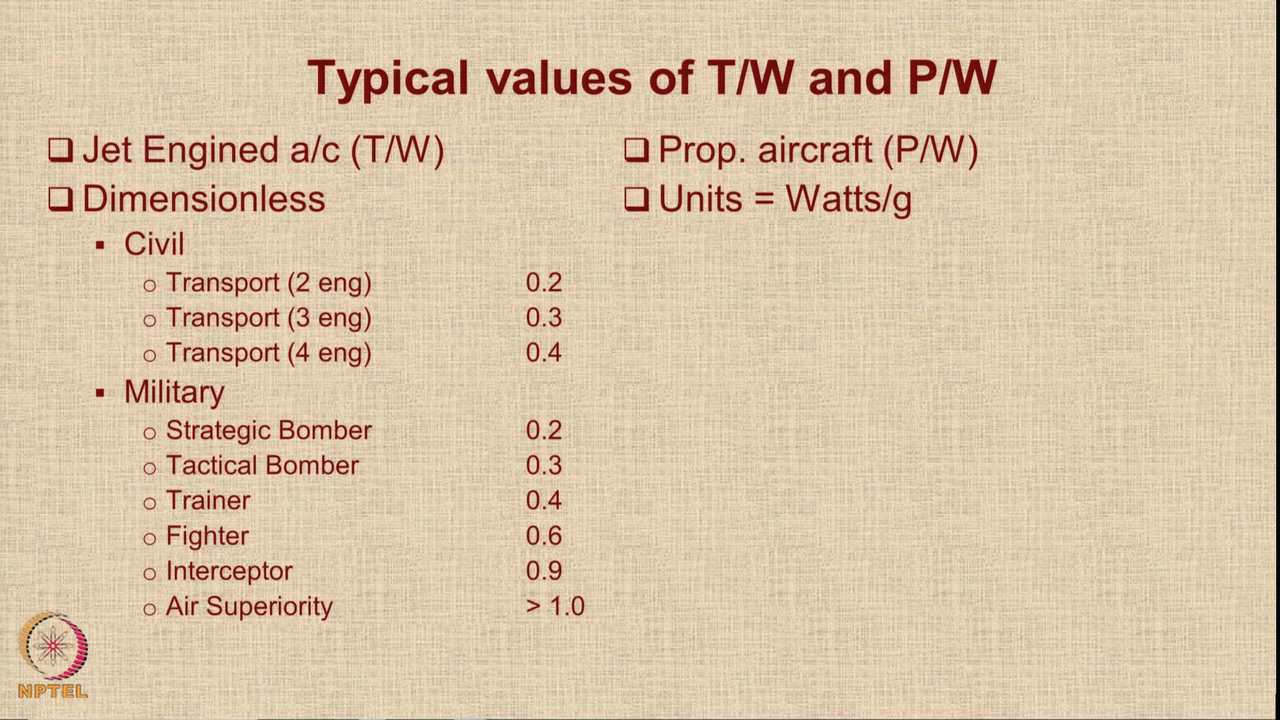 Typical values of T/W and P/W
Jet Engined a/c (T/W)
Dimensionless
Civil
Transport (2 eng) 0.2
Transport (3 eng) 0.3
Transport (4 eng) 0.4
Military
Strategic Bomber 0.2
Tactical Bomber 0.3
Trainer 0.4
Fighter 0.6
Interceptor 0.9
Air Superiority > 1.0
Prop. aircraft (P/W)
Units = Watts/g
NPTEL